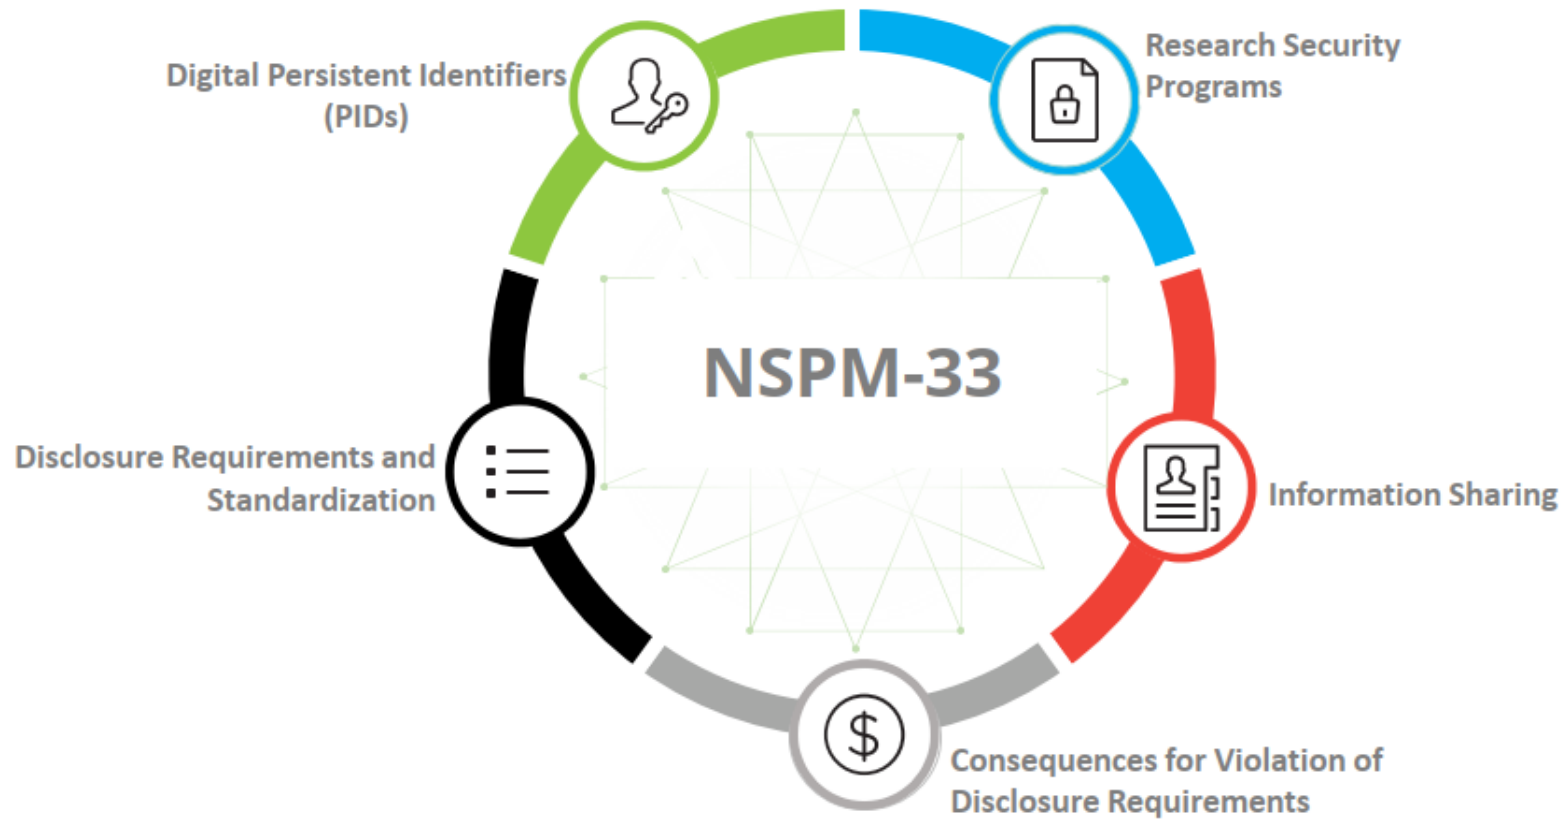 Digital Persistent Identifiers
(PIDs)
Research Security
Programs
NSPM-33
Disclosure Requirements and
Standardization
Information Sharing
$
Consequences for Violation of
Disclosure Requirements